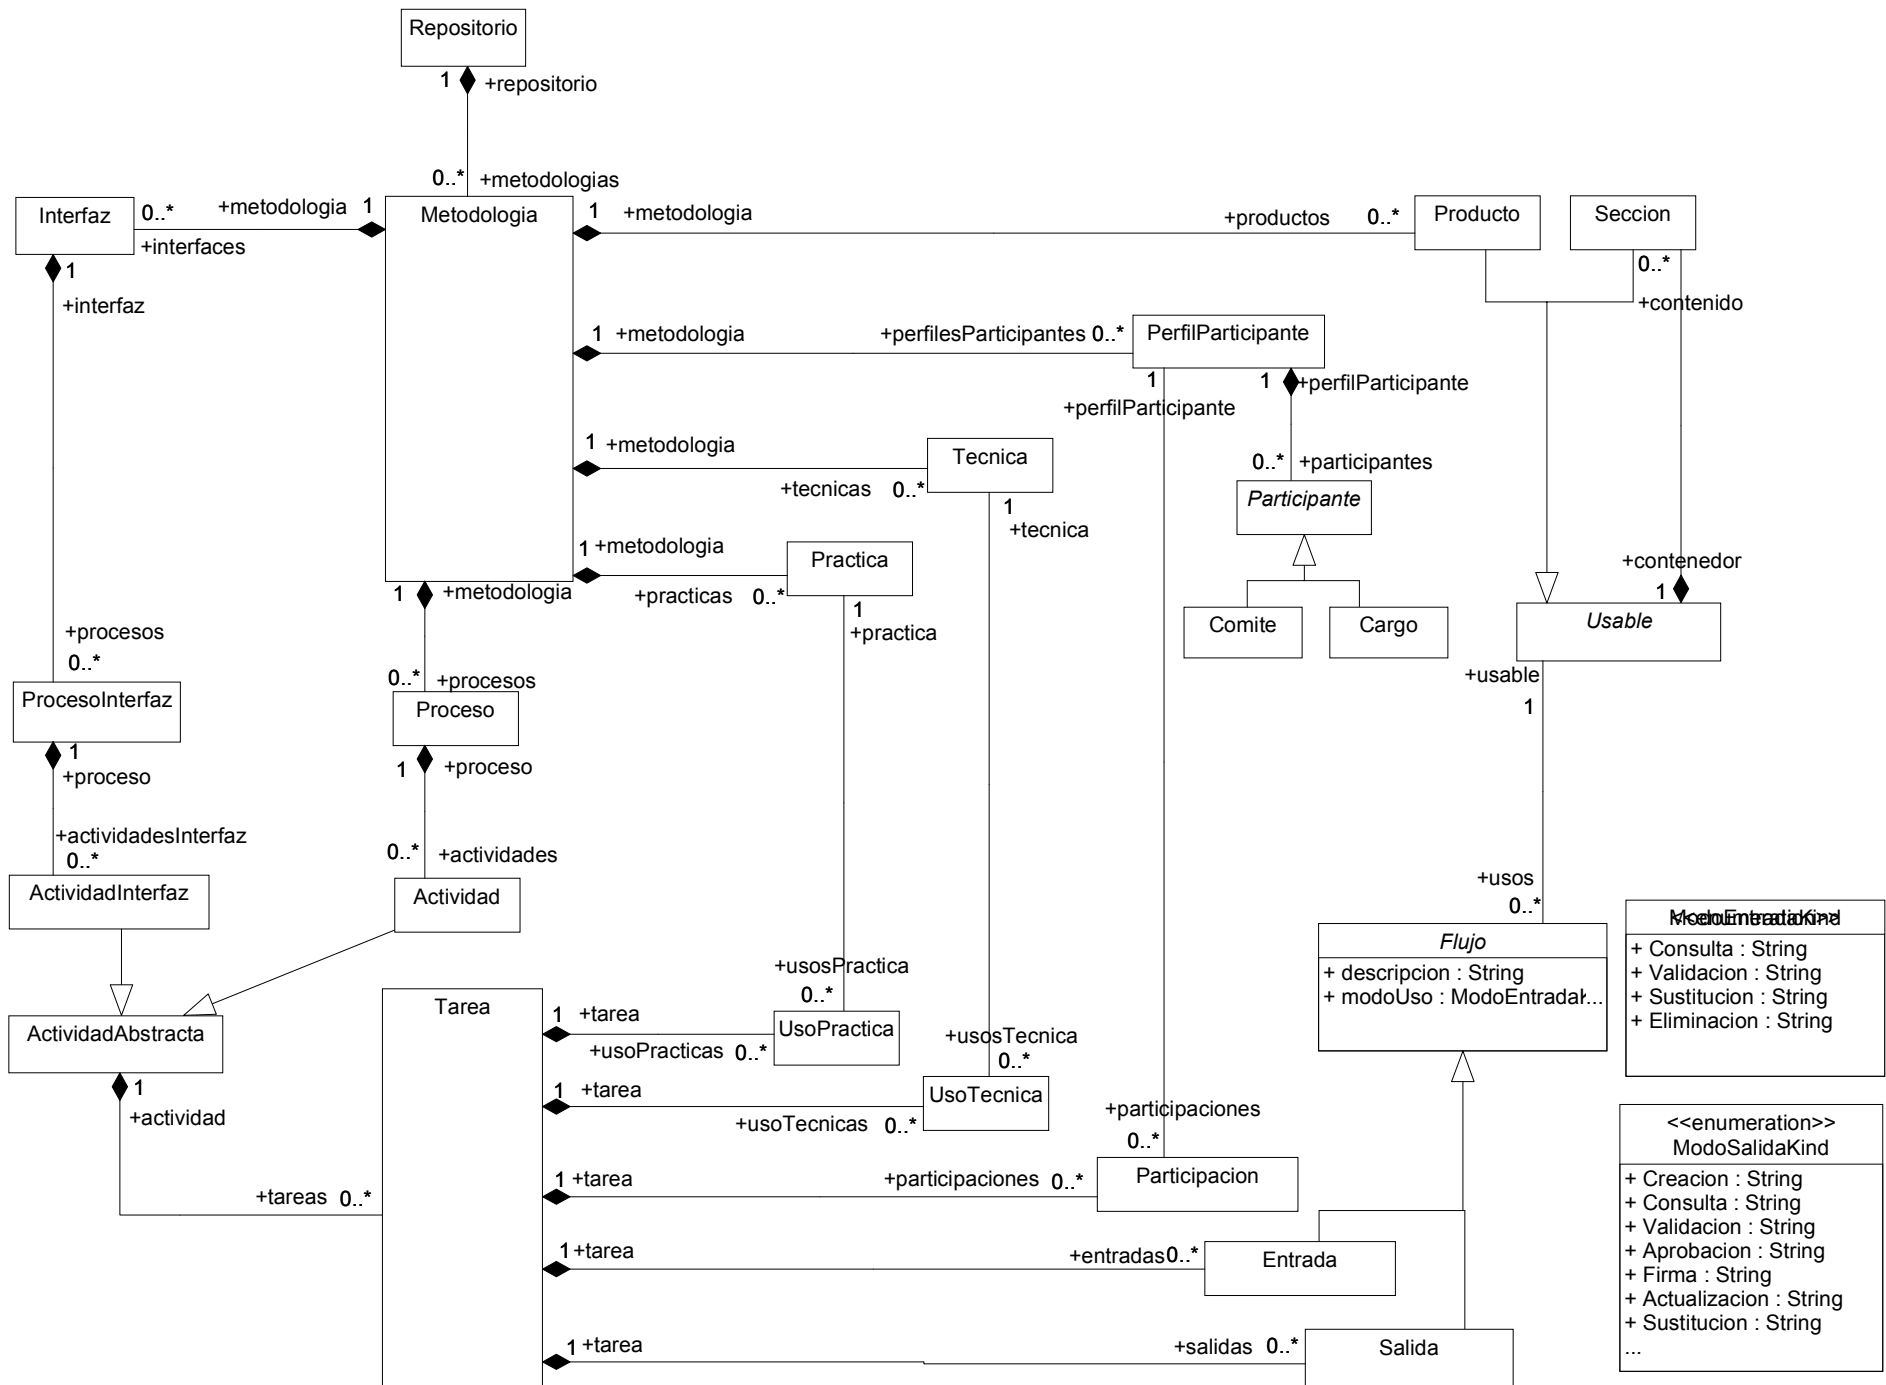 Repositorio
1 +repositorio
0..* +metodologias
Interfaz
0..* +metodologia 1
+interfaces
Metodologia
1 +metodologia
+productos 0..*
Producto
Seccion
0..*
+contenido
1
+interfaz
1 +metodologia
+perfilesParticipantes 0..*
PerfilParticipante
1
+perfilParticipante
1 +perfilParticipante
0..* +participantes
Participante
Comite
Cargo
1 +metodologia
+tecnicas 0..*
Tecnica
1
+tecnica
1 +metodologia
+practicas 0..*
Practica
1
+practica
+contenedor
1
Usable
+usable
1
1 +metodologia
+procesos
0..*
0..* +procesos
ProcesoInterfaz
Proceso
1
+proceso
1 +proceso
+actividadesInterfaz
0..*
0..* +actividades
ActividadInterfaz
Actividad
+usos
0..*
Flujo
+ descripcion : String
+ modoUso : ModoEntradak...
<<enumeration>>
ModoEntradaKind
+ Consulta : String
+ Validacion : String
+ Sustitucion : String
+ Eliminacion : String
ActividadAbstracta
1
+actividad
+tareas 0..*
Tarea
+usosPractica
0..*
1 +tarea
+usoPracticas 0..*
UsoPractica
+usosTecnica
0..*
1 +tarea
+usoTecnicas 0..*
UsoTecnica
+participaciones
0..*
1 +tarea
+participaciones 0..*
Participacion
1 +tarea
+entradas 0..*
Entrada
1 +tarea
+salidas 0..*
Salida
<<enumeration>>
ModoSalidaKind
+ Creacion : String
+ Consulta : String
+ Validacion : String
+ Aprobacion : String
+ Firma : String
+ Actualizacion : String
+ Sustitucion : String
...